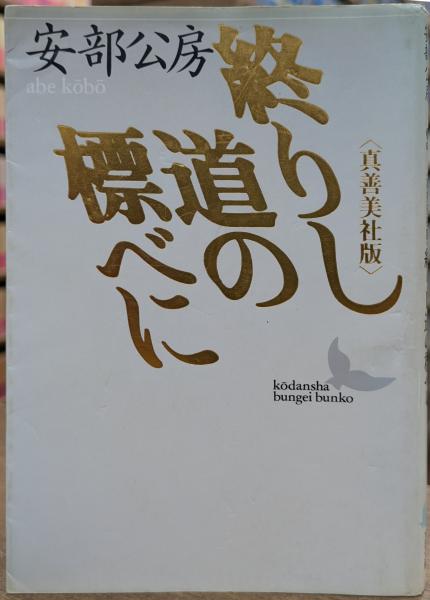 安部公房
abe kōbō
終りし
道の
標べに
〈真善美社版〉
kōdansha
bungei bunko